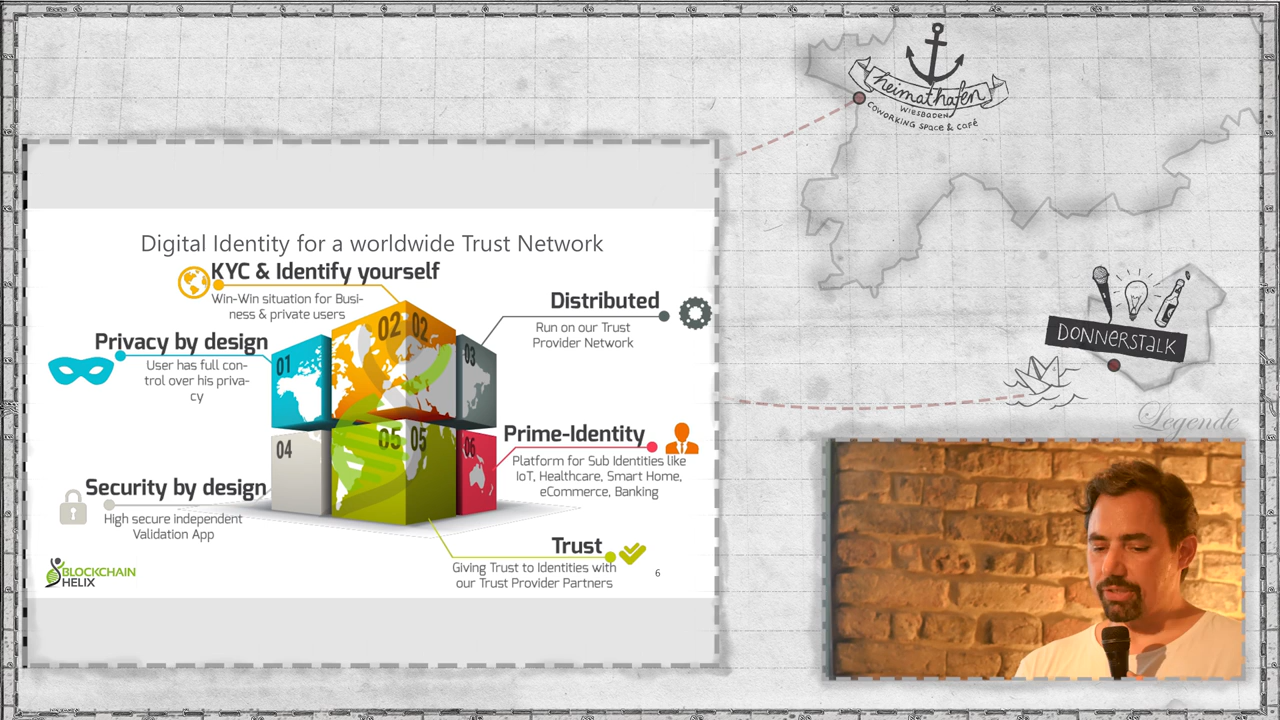 heimathafen
WIESBADEN
COWORKING SPACE & CAFÉ
Digital Identity for a worldwide Trust Network
KYC & Identify yourself
Win-Win situation for Busi-
ness & private users
Distributed
Run on our Trust
Provider Network
Privacy by design
User has full con-
trol over his priva-
cy
01
02
02
03
04
05
05
06
Prime-Identity
Platform for Sub Identities like
IoT, Healthcare, Smart Home,
eCommerce, Banking
Security by design
High secure independent
Validation App
Trust
Giving Trust to Identities with
our Trust Provider Partners
BLOCKCHAIN
HELIX
6
DONNERSTALK
Legende